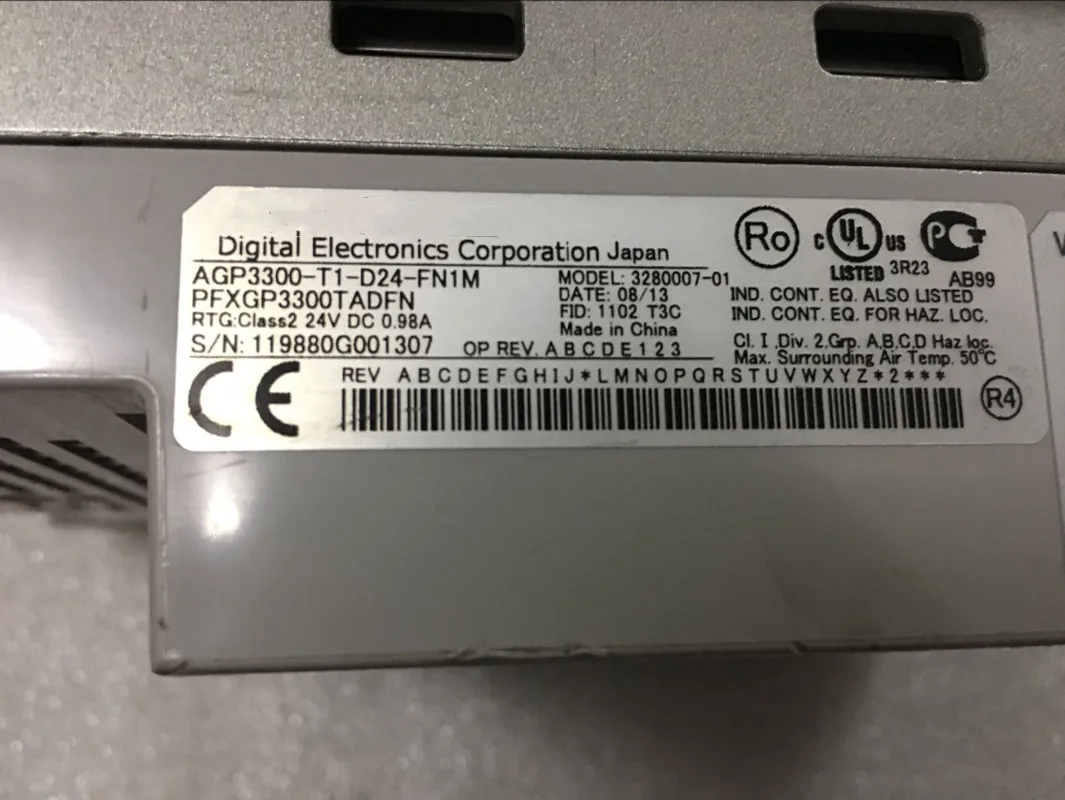 Digital Electronics Corporation Japan
AGP3300-T1-D24-FN1M
PFXGP3300TADFN
RTG:Class2 24V DC 0.98A
S/N: 119880G001307
OP REV. A B C D E 1 2 3
MODEL: 3280007-01
DATE: 08/13
FID: 1102 T3C
Made in China
Ro
C UL US
LISTED 3R23
PCT
AB99
IND. CONT. EQ. ALSO LISTED
IND. CONT. EQ. FOR HAZ. LOC.
Cl. I ,Div. 2,Grp. A,B,C,D Haz loc.
Max. Surrounding Air Temp. 50°C
CE
REV A B C D E F G H I J * L M N O P Q R S T U V W X Y Z * 2 * * *
R4